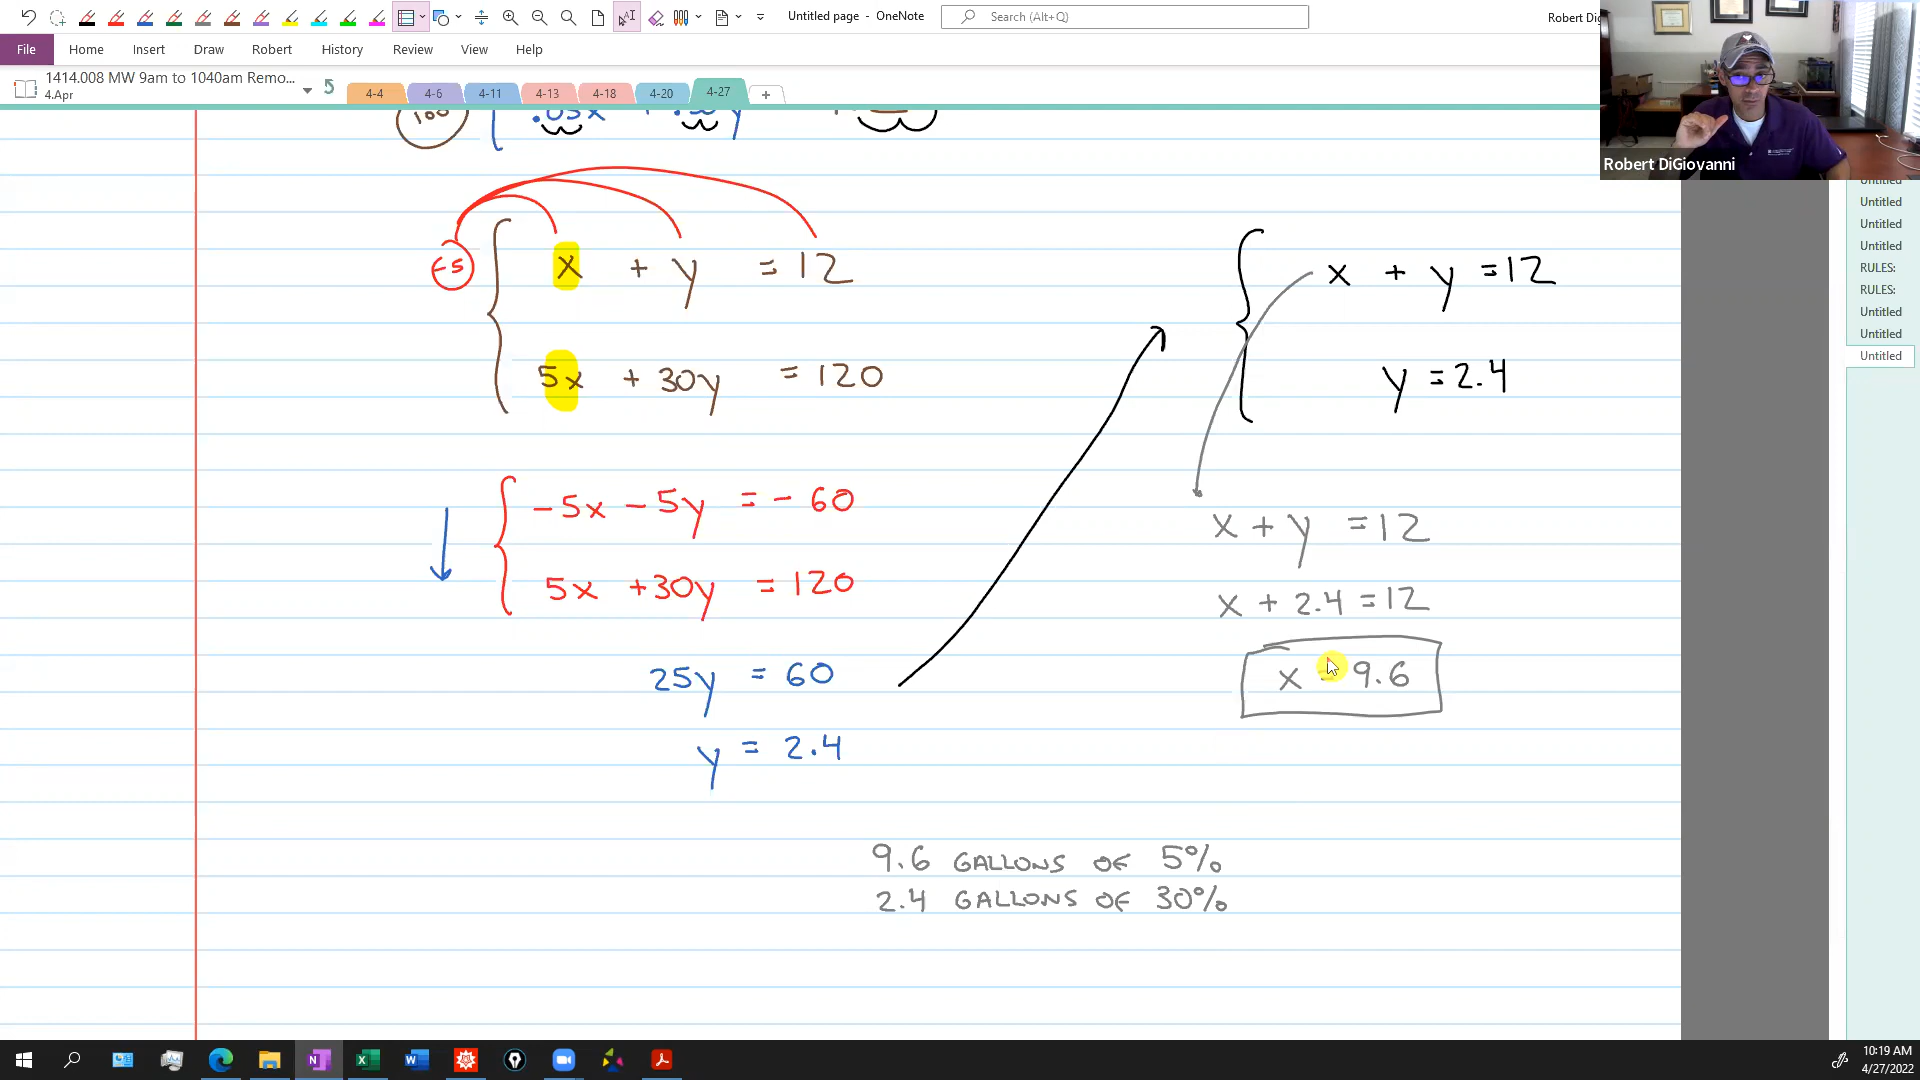 Untitled page - OneNote
Search (Alt+Q)
Robert Di
File Home Insert Draw Robert History Review View Help
1414.008 MW 9am to 1040am Remo...
4.Apr
4-4 4-6 4-11 4-13 4-18 4-20 4-27 +
Robert DiGiovanni
Untitled
Untitled
Untitled
Untitled
RULES:
RULES:
Untitled
Untitled
Untitled
100 .05x
-5 x + y = 12
5x + 30y = 120
-5x - 5y = - 60
5x + 30y = 120
25y = 60
y = 2.4
x + y = 12
y = 2.4
x + y = 12
x + 2.4 = 12
x = 9.6
9.6 GALLONS OF 5%
2.4 GALLONS OF 30%
10:19 AM
4/27/2022